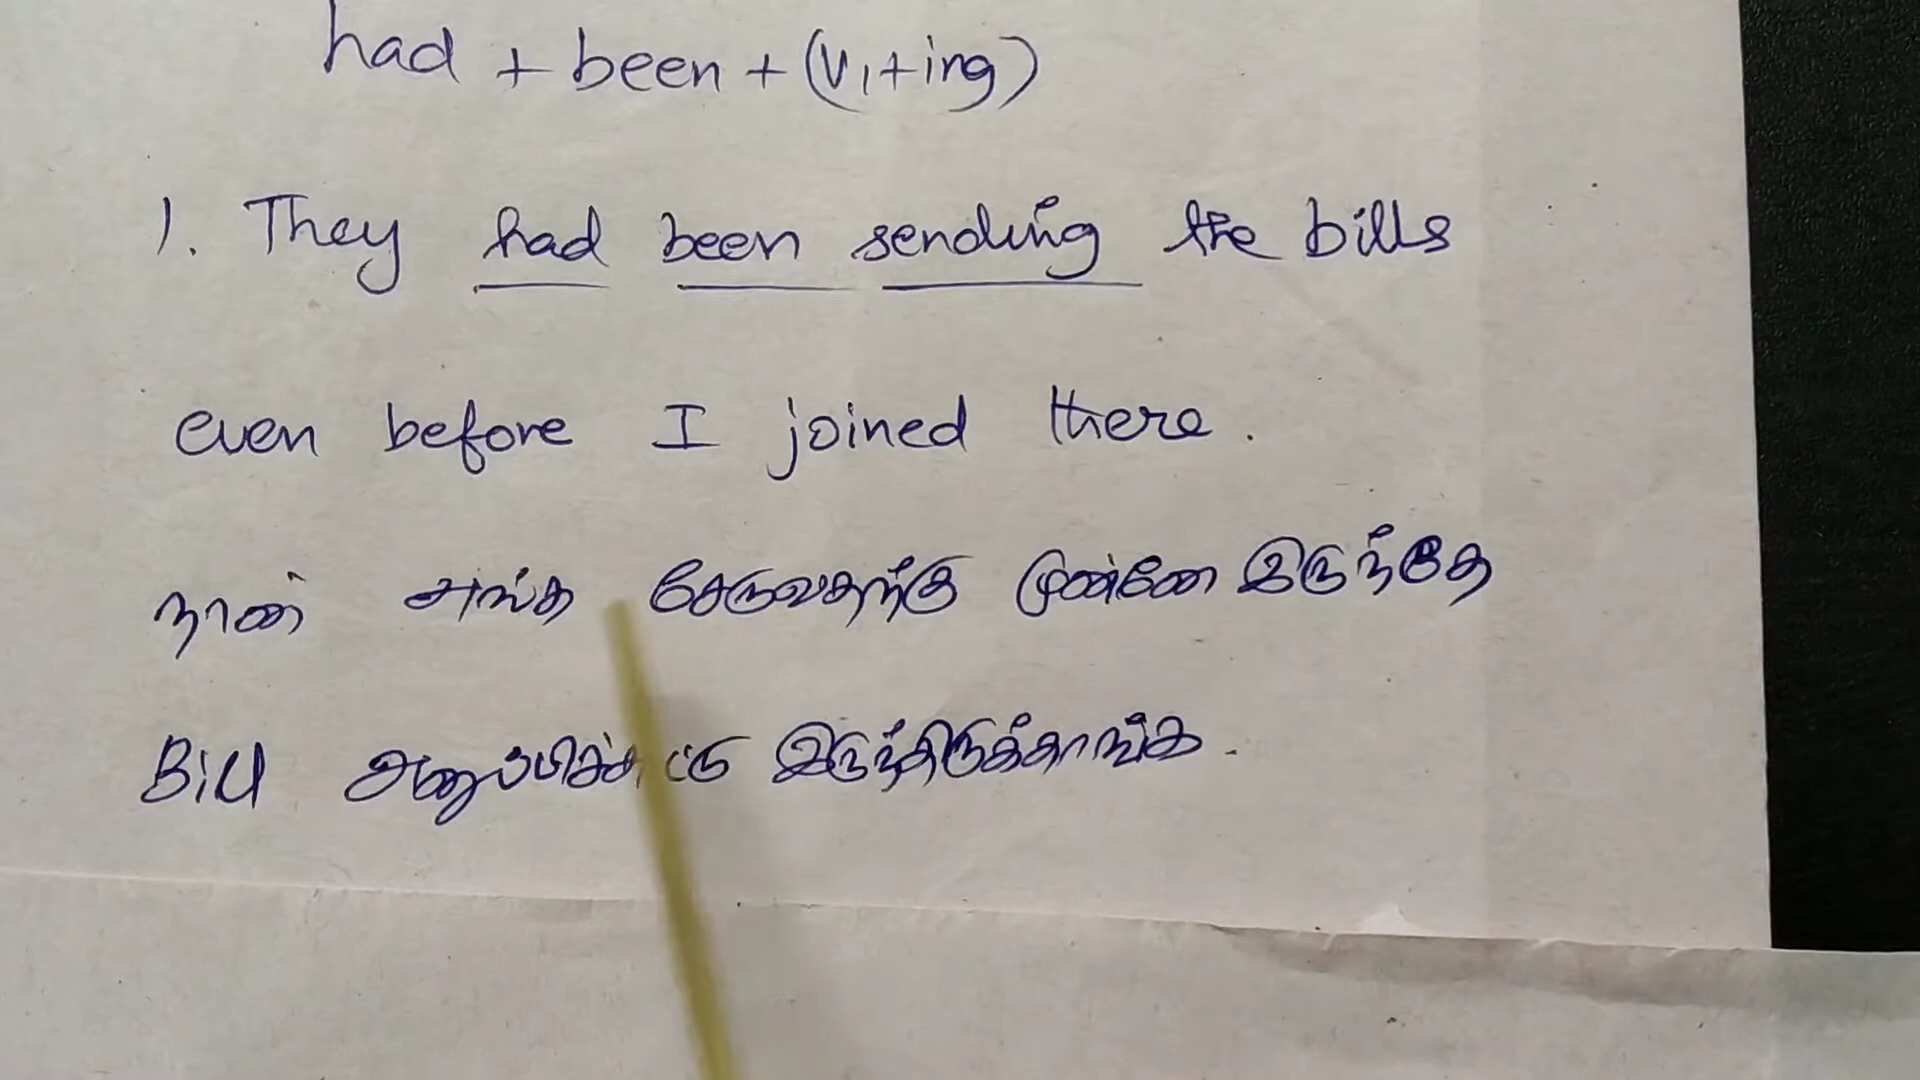 had + been + (V1+ing)
1. They had been sending the bills
even before I joined there.
நான் அங்க சேருவதற்கு முன்னே இருந்தே
Bill அனுப்பிச்சுட்டு இருந்திருக்காங்க.